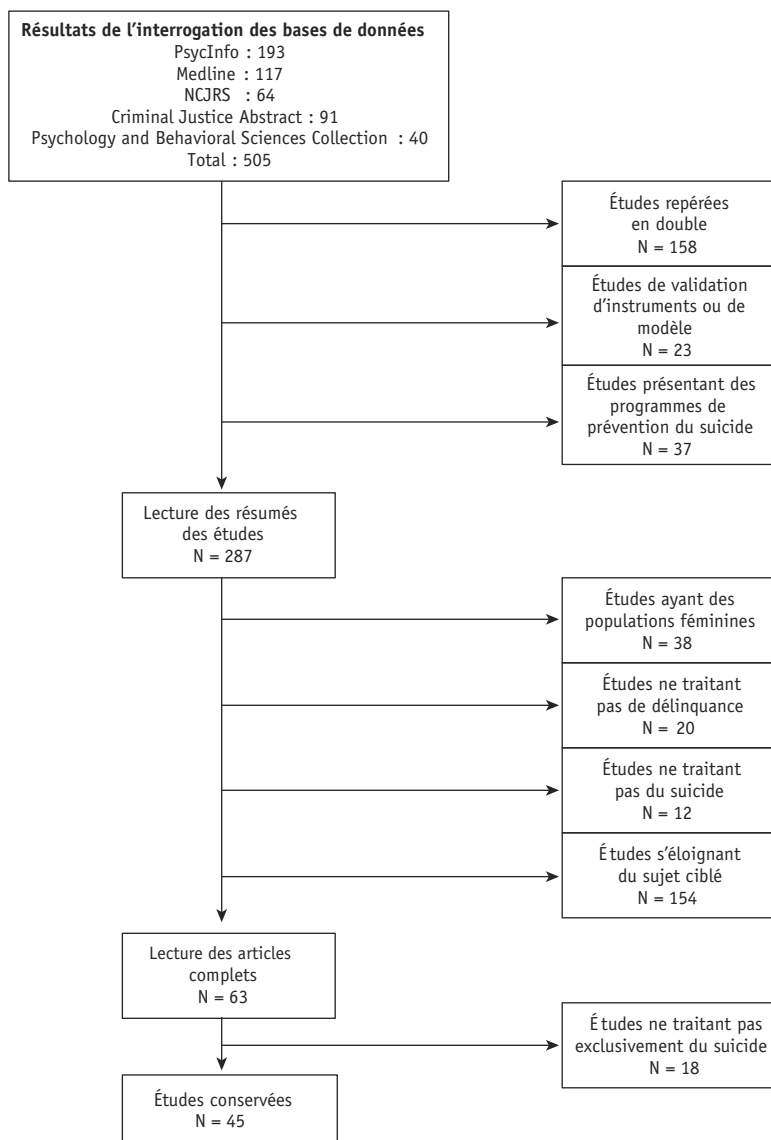 Résultats de l'interrogation des bases de données
PsycInfo : 193
Medline : 117
NCJRS : 64
Criminal Justice Abstract : 91
Psychology and Behavioral Sciences Collection : 40
Total : 505
Études repérées
en double
N = 158
Études de validation
d'instruments ou de
modèle
N = 23
Études présentant des
programmes de
prévention du suicide
N = 37
Lecture des résumés
des études
N = 287
Études ayant des
populations féminines
N = 38
Études ne traitant
pas de délinquance
N = 20
Études ne traitant
pas du suicide
N = 12
Études s'éloignant
du sujet ciblé
N = 154
Lecture des articles
complets
N = 63
Études ne traitant pas
exclusivement du suicide
N = 18
Études conservées
N = 45